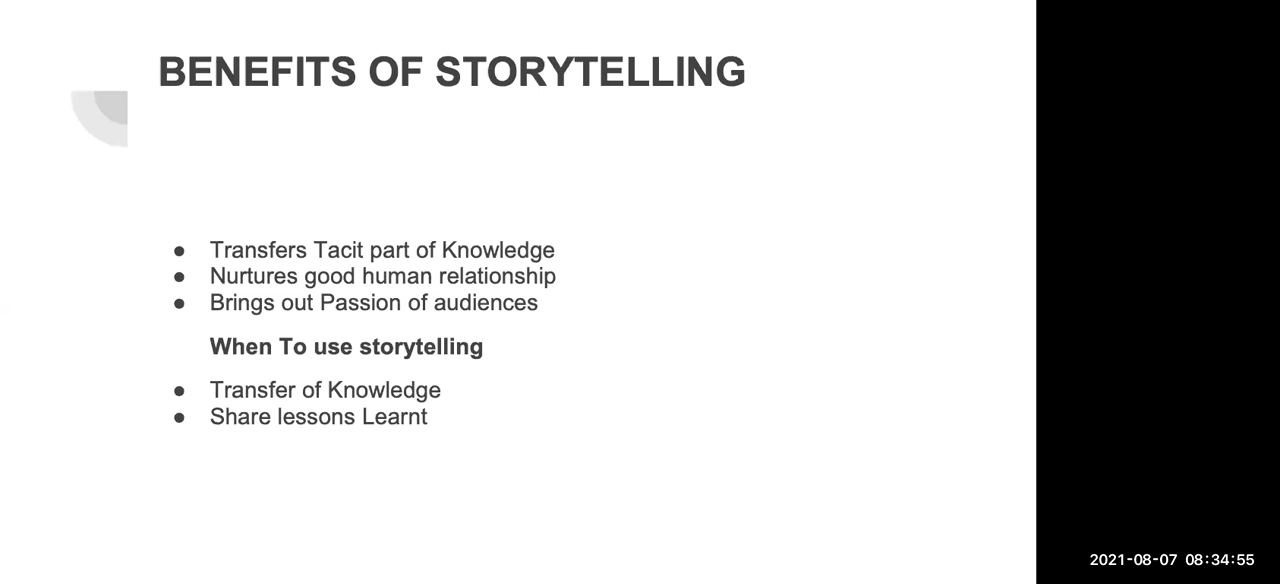 BENEFITS OF STORYTELLING
● Transfers Tacit part of Knowledge
● Nurtures good human relationship
● Brings out Passion of audiences
When To use storytelling
● Transfer of Knowledge
● Share lessons Learnt
2021-08-07 08:34:55